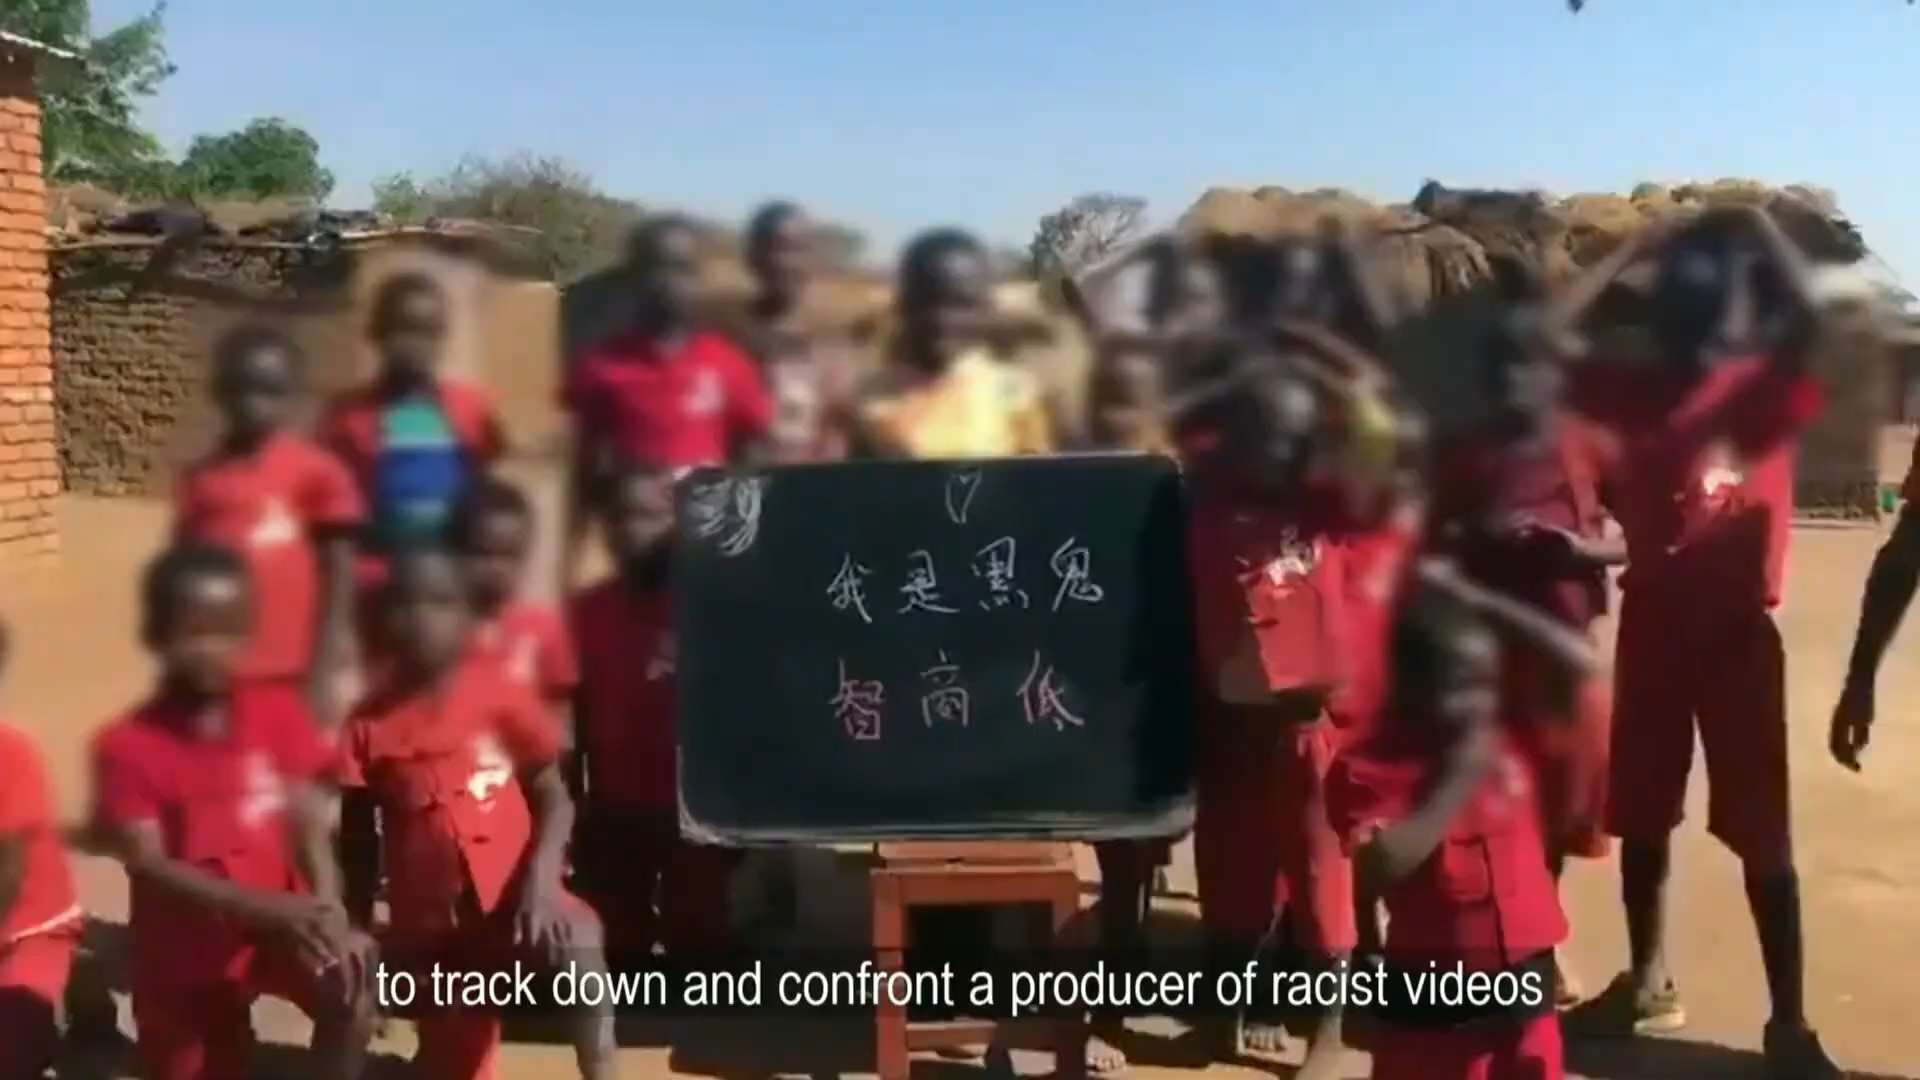 我是黑鬼
智商低
to track down and confront a producer of racist videos